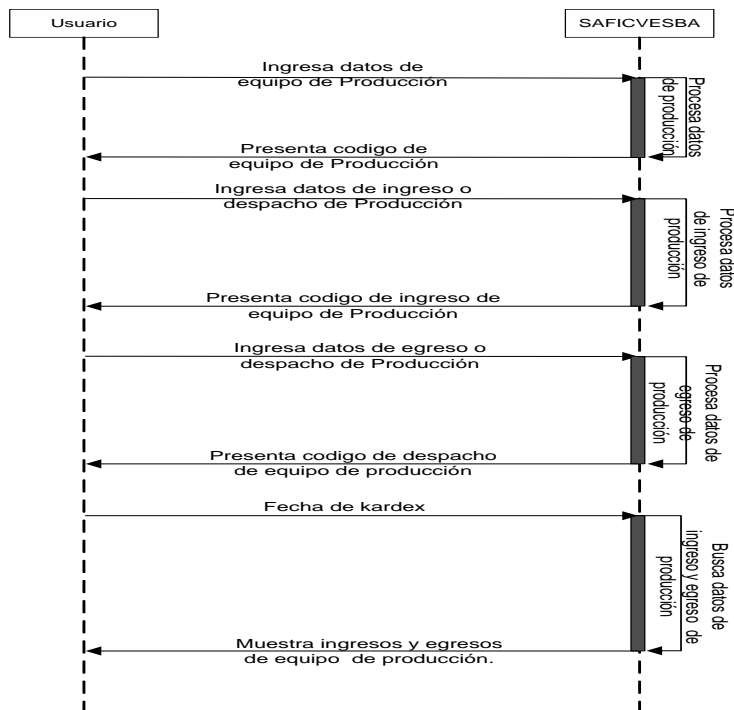 Usuario
SAFICVESBA
Ingresa datos de
equipo de Producción
Procesa datos
de producción
Presenta codigo de
equipo de Producción
Ingresa datos de ingreso o
despacho de Producción
Procesa datos
de ingreso de
producción
Presenta codigo de ingreso de
equipo de Producción
Ingresa datos de egreso o
despacho de Producción
Procesa datos de
egreso de
producción
Presenta codigo de despacho
de equipo de producción
Fecha de kardex
Busca datos de
ingreso y egreso de
producción
Muestra ingresos y egresos
de equipo de producción.